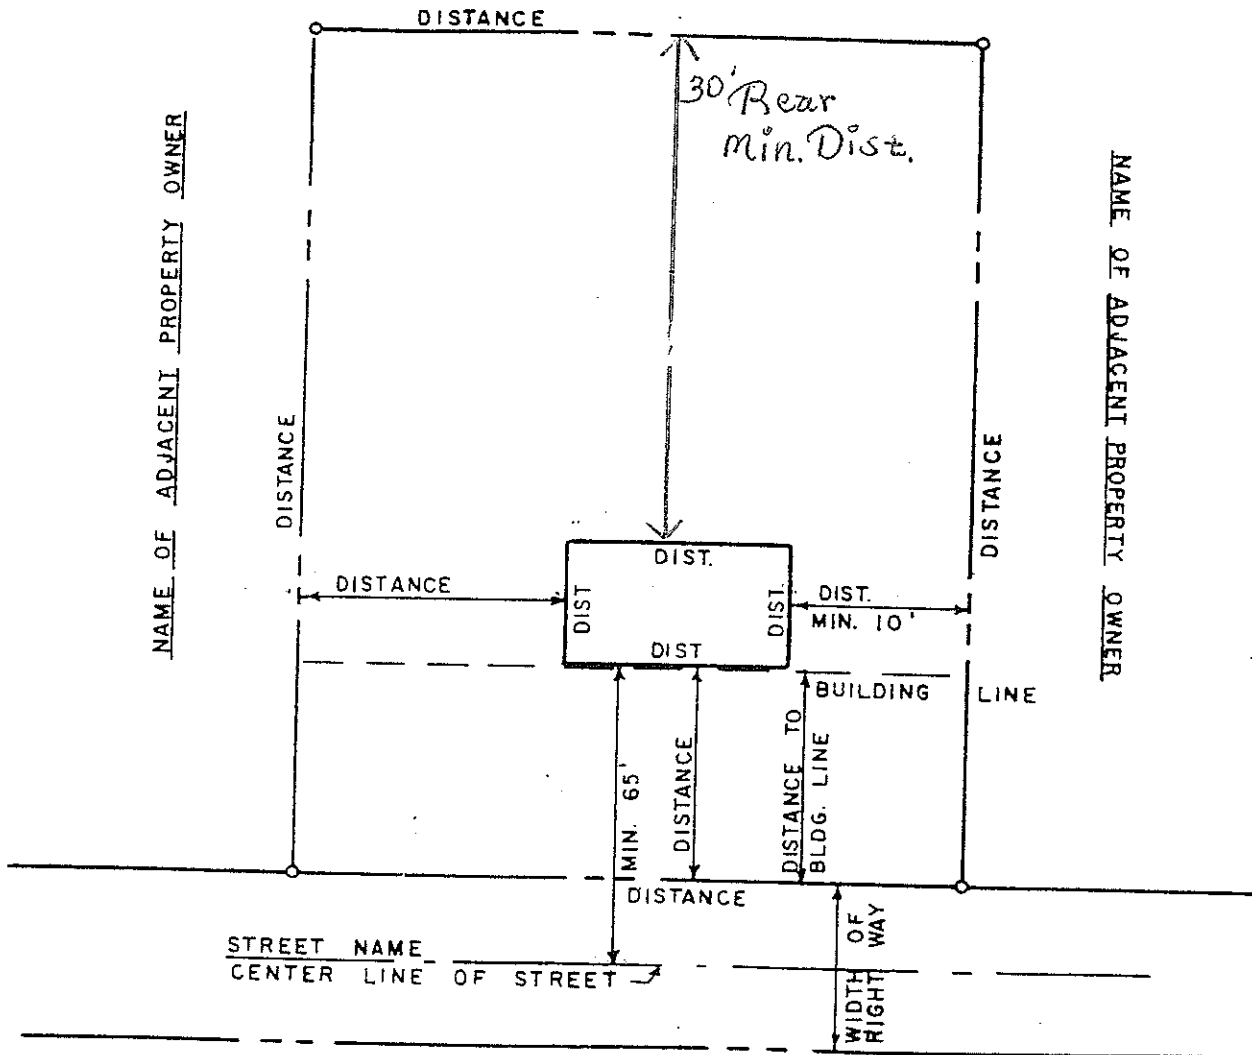 DISTANCE
30' Rear
Min. Dist.
NAME OF ADJACENT PROPERTY OWNER
NAME OF ADJACENT PROPERTY OWNER
DISTANCE
DISTANCE
DIST.
DISTANCE
DIST
DIST.
DIST.
MIN. 10'
DIST
BUILDING LINE
MIN. 65'
DISTANCE
DISTANCE TO
BLDG. LINE
DISTANCE
STREET NAME
CENTER LINE OF STREET
WIDTH OF
RIGHT WAY